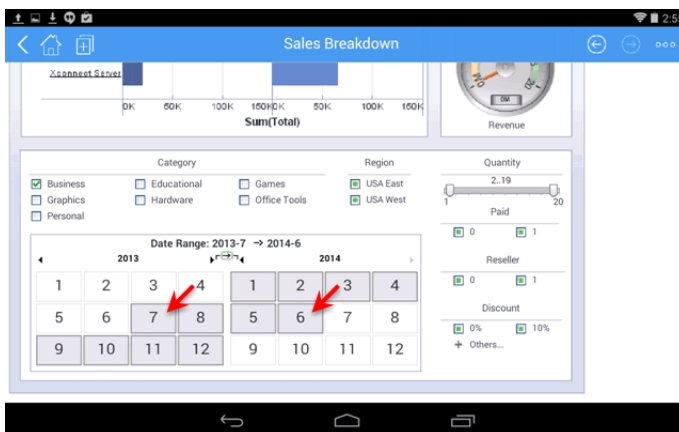 2:5
Sales Breakdown
Xconnect Server
0K 50K 100K 150K 0K 50K 100K 150K
Sum(Total)
0M
Revenue
Category
Business Educational Games
Graphics Hardware Office Tools
Personal
Region
USA East
USA West
Quantity
2..19
1 20
Paid
0 1
Reseller
0 1
Discount
0% 10%
+ Others...
Date Range: 2013-7 → 2014-6
2013 2014
1 2 3 4 1 2 3 4
5 6 7 8 5 6 7 8
9 10 11 12 9 10 11 12